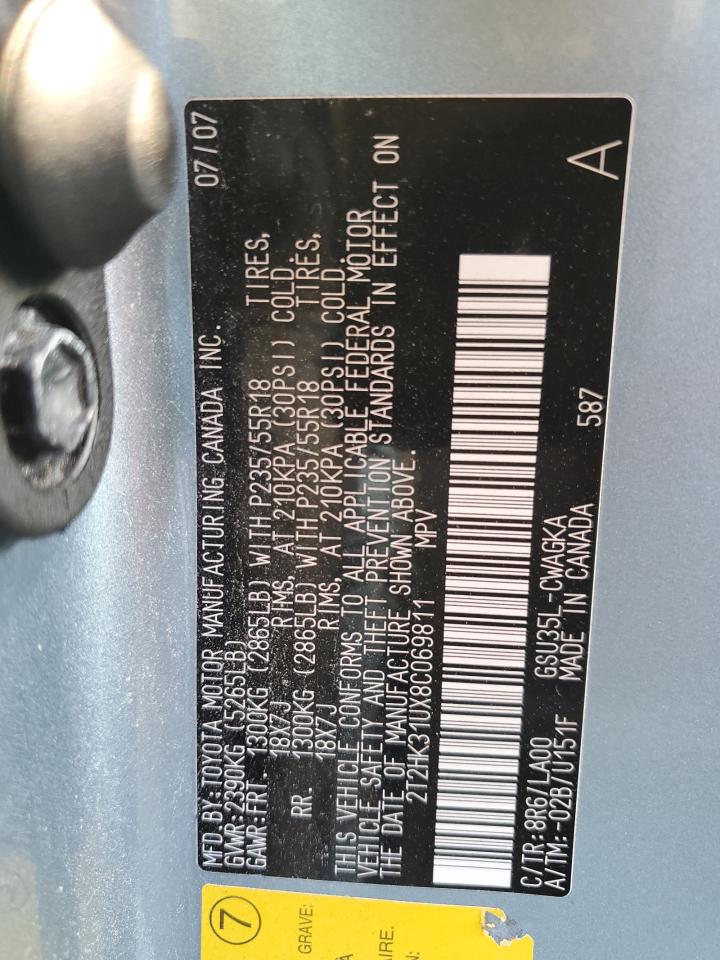 MFD.BY:TOYOTA MOTOR MANUFACTURING CANADA INC. 07/07
GVWR:2390KG (5265LB)
GAWR:FRT 1300KG (2865LB) WITH P235/55R18 TIRES,
18X7J RIMS, AT 210KPA (30PSI) COLD.
RR. 1300KG (2865LB) WITH P235/55R18 TIRES,
18X7J RIMS, AT 210KPA (30PSI) COLD.
THIS VEHICLE CONFORMS TO ALL APPLICABLE FEDERAL MOTOR
VEHICLE SAFETY AND THEFT PREVENTION STANDARDS IN EFFECT ON
THE DATE OF MANUFACTURE SHOWN ABOVE.
2T2HK31UX8C069811 MPV
C/TR:8R6/LA00 GSU35L-CWAGKA
A/TM:-02B/U151F MADE IN CANADA 587 A
7
GRAVE:
AIRE.